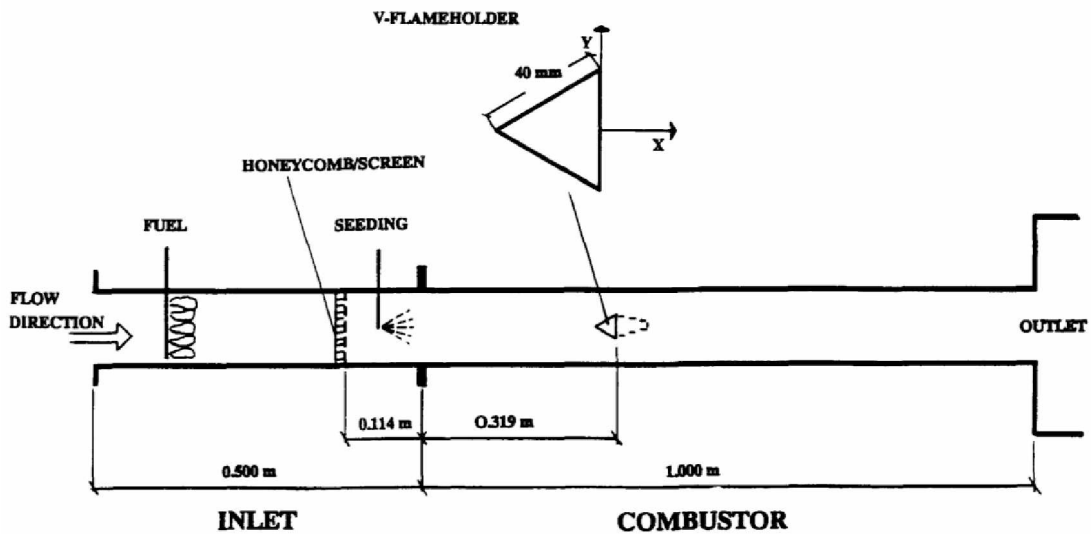 V-FLAMEHOLDER
Y
40 mm
X
HONEYCOMB/SCREEN
FUEL
SEEDING
FLOW
DIRECTION
OUTLET
0.114 m
O.319 m
0.500 m
1.000 m
INLET
COMBUSTOR